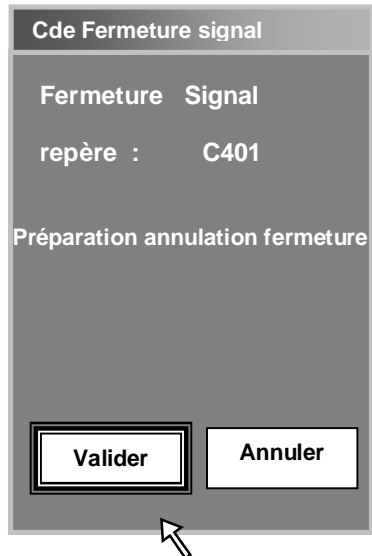 Cde Fermeture signal
Fermeture Signal
repère : C401
Préparation annulation fermeture
Valider Annuler